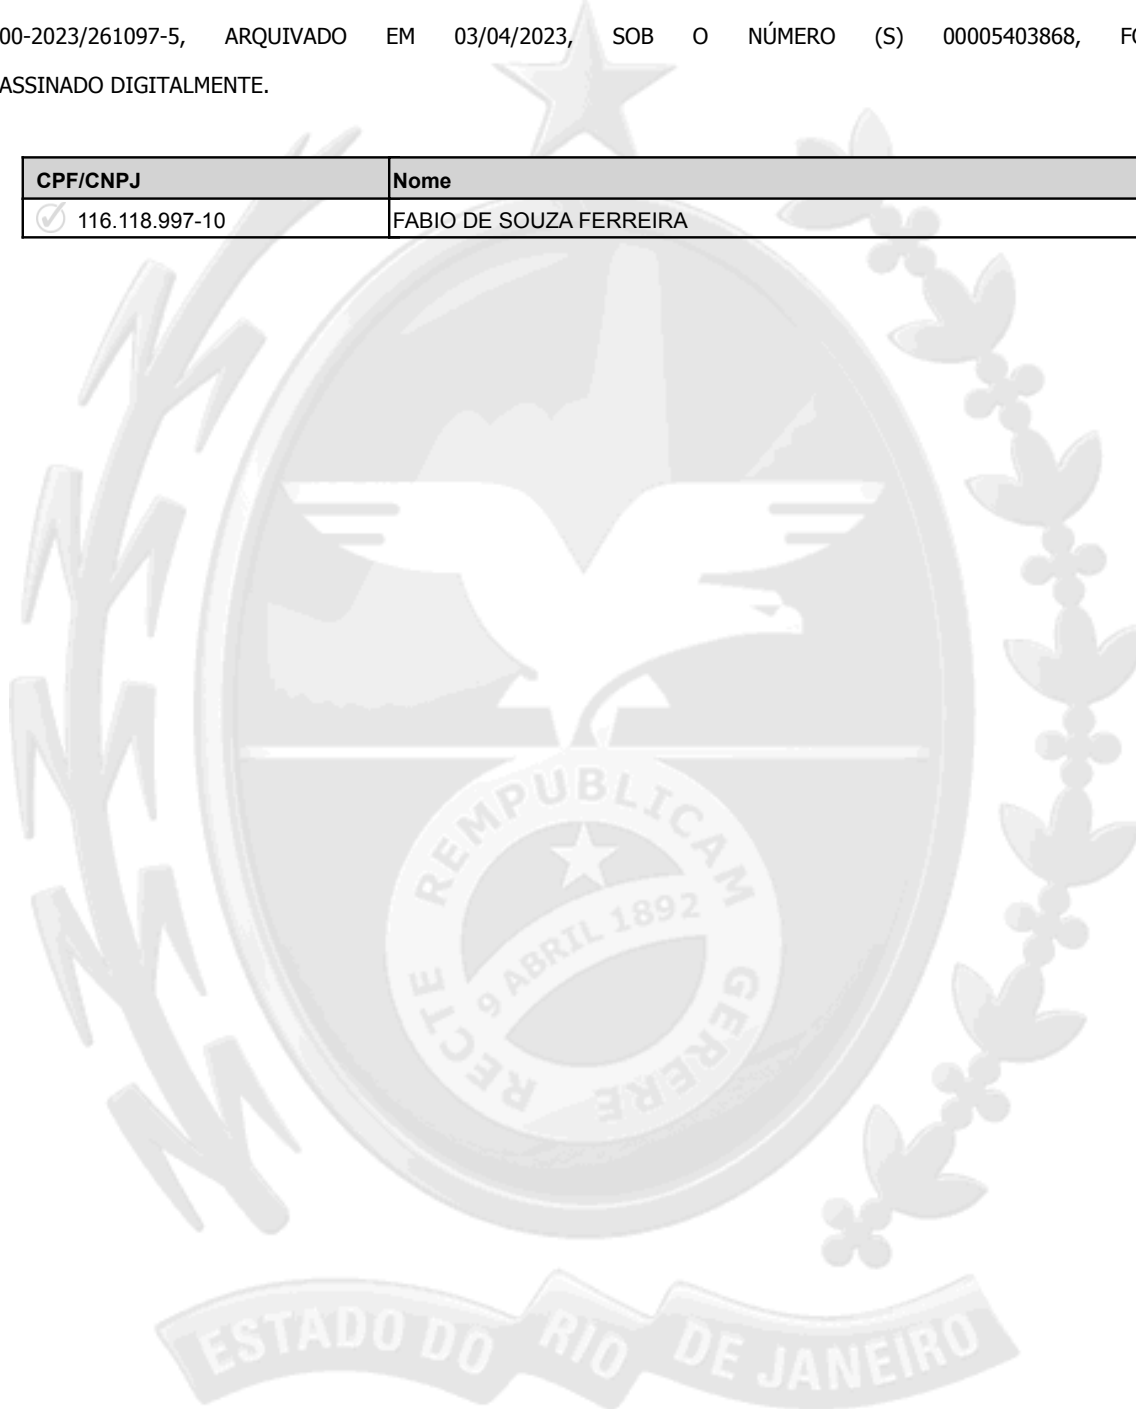 00-2023/261097-5, ARQUIVADO EM 03/04/2023, SOB O NÚMERO (S) 00005403868, FO
ASSINADO DIGITALMENTE.
CPF/CNPJ Nome
116.118.997-10 FABIO DE SOUZA FERREIRA
RECTE REMPUBLICAM GERERE
9 ABRIL 1892
ESTADO DO RIO DE JANEIRO